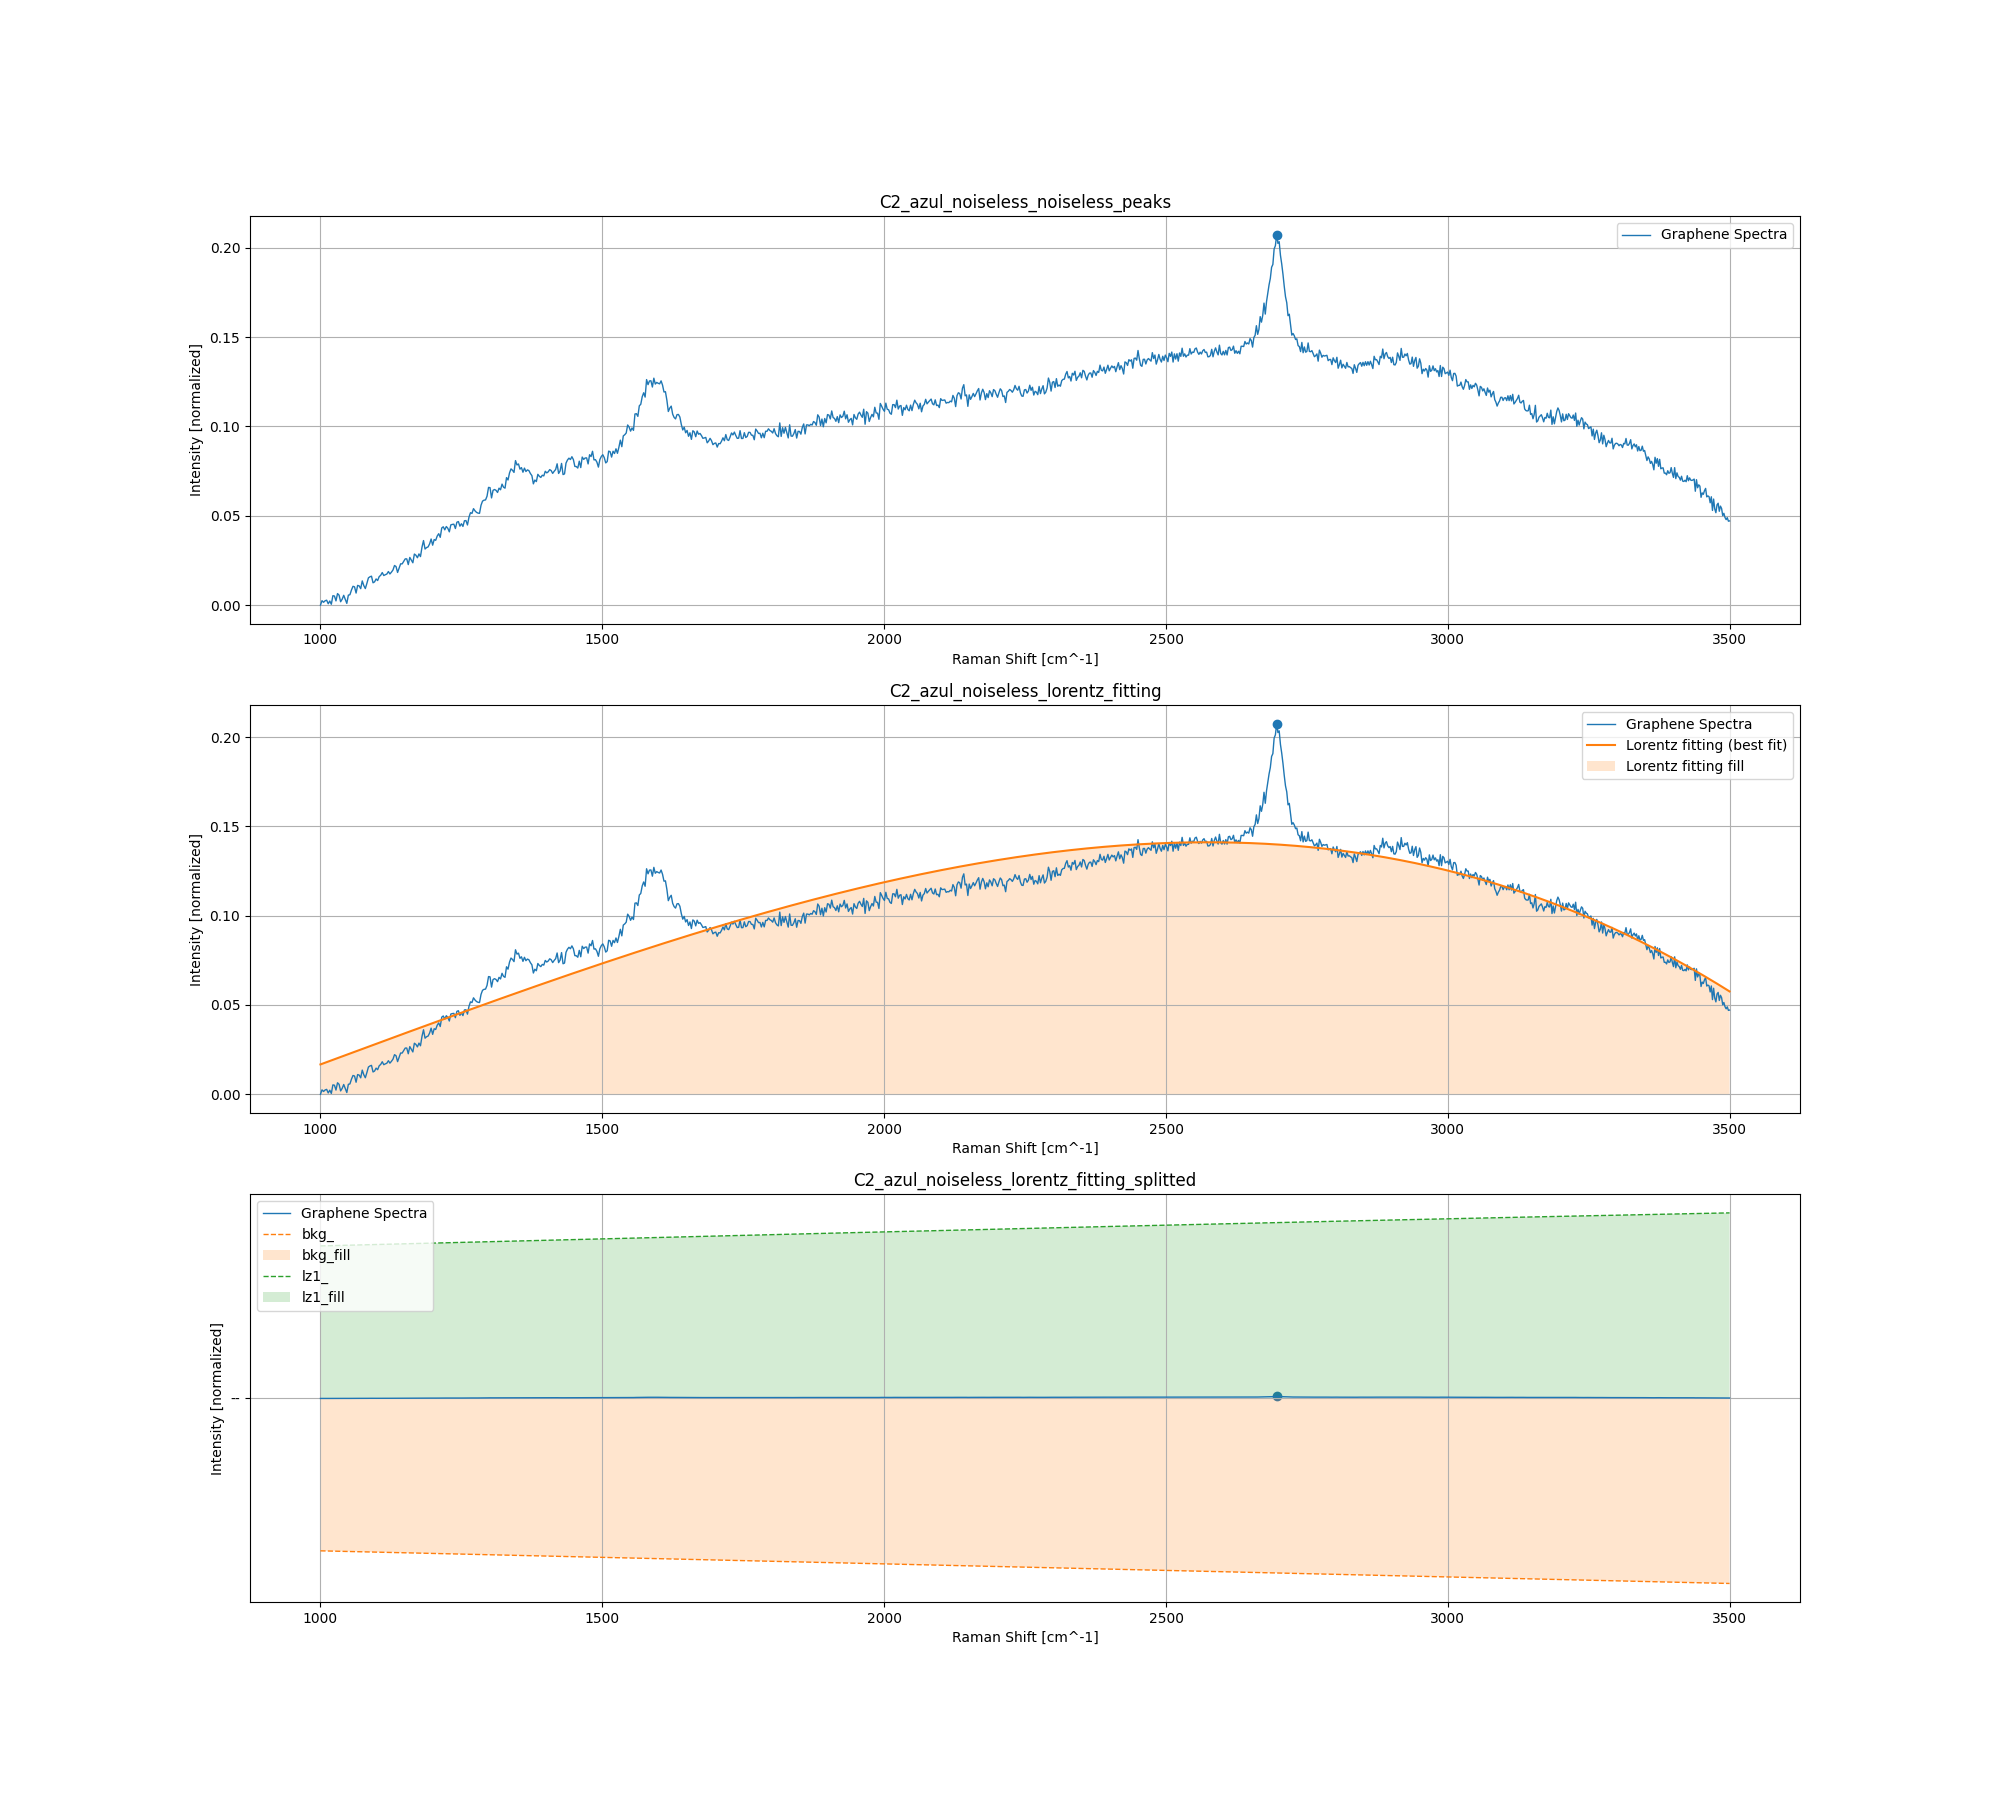 C2_azul_noiseless_noiseless_peaks
Graphene Spectra
Intensity [normalized]
0.20
0.15
0.10
0.05
0.00
1000 1500 2000 2500 3000 3500
Raman Shift [cm^-1]
C2_azul_noiseless_lorentz_fitting
Graphene Spectra
Lorentz fitting (best fit)
Lorentz fitting fill
Intensity [normalized]
0.20
0.15
0.10
0.05
0.00
1000 1500 2000 2500 3000 3500
Raman Shift [cm^-1]
C2_azul_noiseless_lorentz_fitting_splitted
Graphene Spectra
bkg_
bkg_fill
lz1_
lz1_fill
Intensity [normalized]
--
1000 1500 2000 2500 3000 3500
Raman Shift [cm^-1]